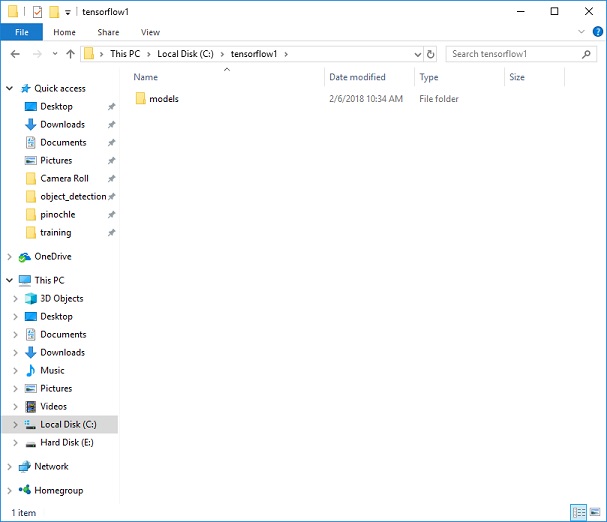 tensorflow1
File Home Share View
This PC Local Disk (C:) tensorflow1
Search tensorflow1
Name Date modified Type Size
models 2/6/2018 10:34 AM File folder
Quick access
Desktop
Downloads
Documents
Pictures
Camera Roll
object_detection
pinochle
training
OneDrive
This PC
3D Objects
Desktop
Documents
Downloads
Music
Pictures
Videos
Local Disk (C:)
Hard Disk (E:)
Network
Homegroup
1 item